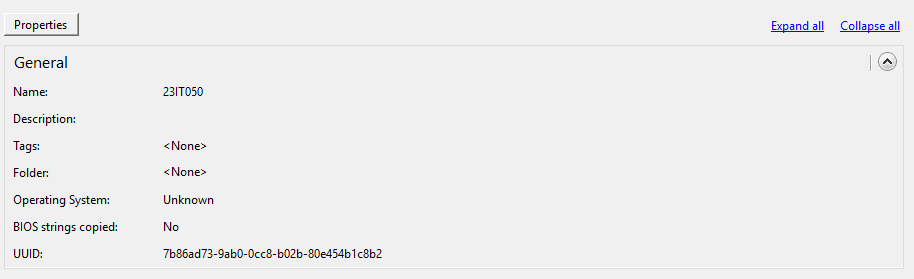 Properties Expand all Collapse all
General
Name: 23IT050
Description:
Tags: <None>
Folder: <None>
Operating System: Unknown
BIOS strings copied: No
UUID: 7b86ad73-9ab0-0cc8-b02b-80e454b1c8b2